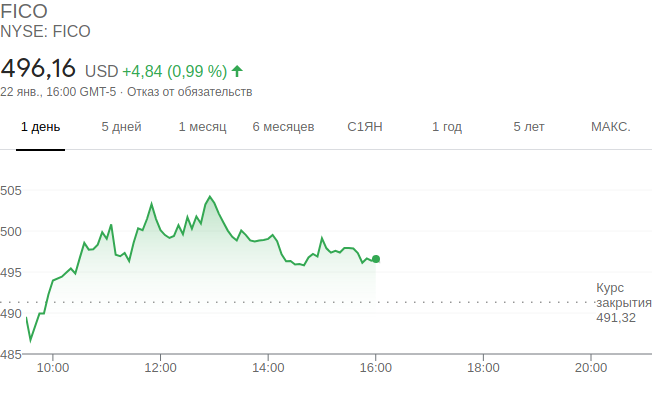 FICO
NYSE: FICO
496,16 USD +4,84 (0,99 %)
22 янв., 16:00 GMT-5 · Отказ от обязательств
1 день 5 дней 1 месяц 6 месяцев С1ЯН 1 год 5 лет МАКС.
505
500
495
490
485
Курс
закрытия
491,32
10:00 12:00 14:00 16:00 18:00 20:00